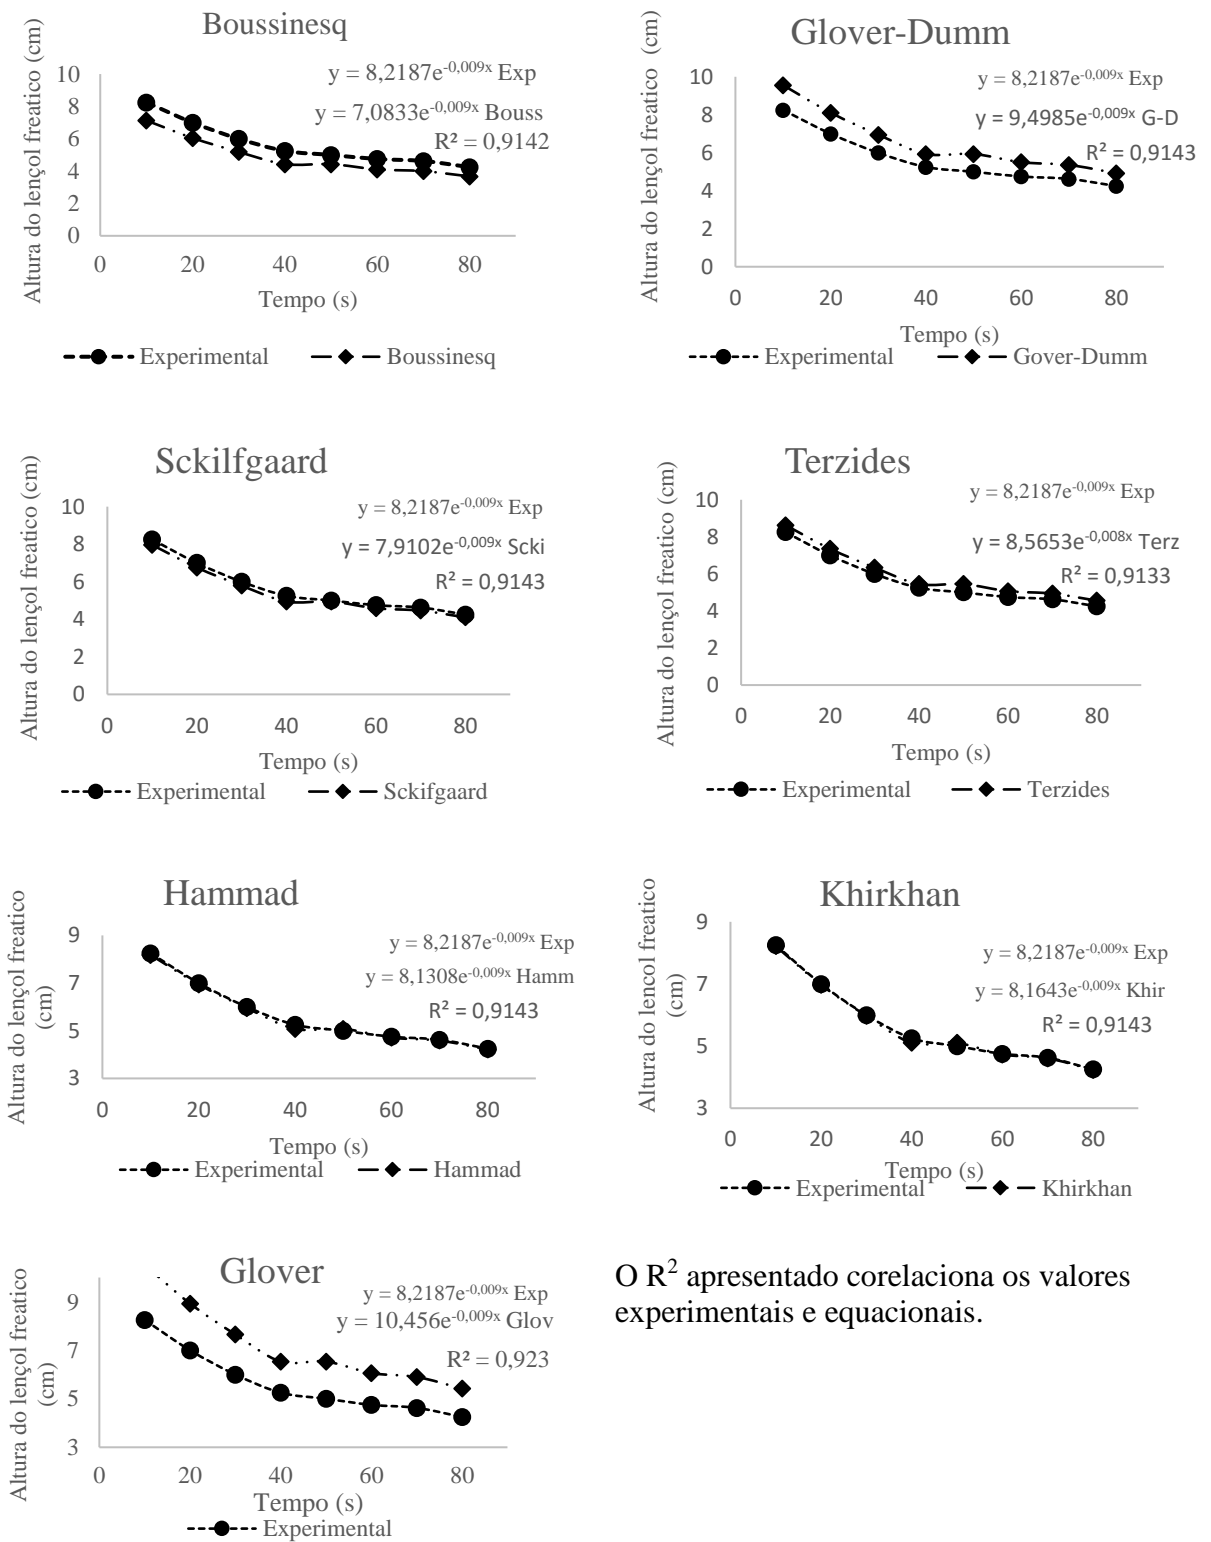 Boussinesq
Altura do lençol freatico (cm)
y = 8,2187e-0,009x Exp
y = 7,0833e-0,009x Bouss
R² = 0,9142
10
8
6
4
2
0
0 20 40 60 80
Tempo (s)
Experimental Boussinesq
Glover-Dumm
Altura do lençol freatico (cm)
y = 8,2187e-0,009x Exp
y = 9,4985e-0,009x G-D
R² = 0,9143
10
8
6
4
2
0
0 20 40 60 80
Tempo (s)
Experimental Gover-Dumm
Sckilfgaard
Altura do lençol freatico (cm)
y = 8,2187e-0,009x Exp
y = 7,9102e-0,009x Scki
R² = 0,9143
10
8
6
4
2
0
0 20 40 60 80
Tempo (s)
Experimental Sckifgaard
Terzides
Altura do lençol freatico (cm)
y = 8,2187e-0,009x Exp
y = 8,5653e-0,008x Terz
R² = 0,9133
10
8
6
4
2
0
0 20 40 60 80
Tempo (s)
Experimental Terzides
Hammad
Altura do lençol freatico
(cm)
y = 8,2187e-0,009x Exp
y = 8,1308e-0,009x Hamm
R² = 0,9143
9
7
5
3
0 20 40 60 80
Tempo (s)
Experimental Hammad
Khirkhan
Altura do lencol freatico
(cm)
y = 8,2187e-0,009x Exp
y = 8,1643e-0,009x Khir
R² = 0,9143
9
7
5
3
0 20 40 60 80
Tempo (s)
Experimental Khirkhan
Glover
Altura do lençol freatico
(cm)
y = 8,2187e-0,009x Exp
y = 10,456e-0,009x Glov
R² = 0,923
9
7
5
3
0 20 40 60 80
Tempo (s)
Experimental
O R² apresentado corelaciona os valores
experimentais e equacionais.